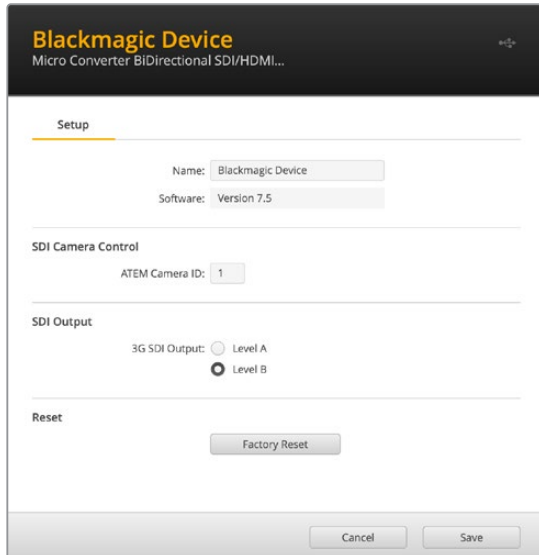 Blackmagic Device
Micro Converter BiDirectional SDI/HDMI...
Setup
Name: Blackmagic Device
Software: Version 7.5
SDI Camera Control
ATEM Camera ID: 1
SDI Output
3G SDI Output: Level A
Level B
Reset
Factory Reset
Cancel Save